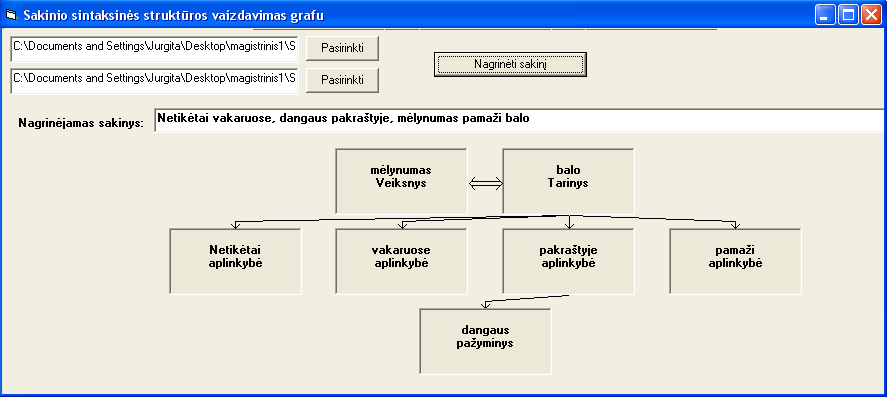 Sakinio sintaksinės struktūros vaizdavimas grafu
C:\Documents and Settings\Jurgita\Desktop\magistrinis1\S
Pasirinkti
Nagrinėti sakinį
C:\Documents and Settings\Jurgita\Desktop\magistrinis1\S
Pasirinkti
Nagrinėjamas sakinys:
Netikėtai vakaruose, dangaus pakraštyje, mėlynumas pamaži balo
mėlynumas
Veiksnys
balo
Tarinys
Netikėtai
aplinkybė
vakaruose
aplinkybė
pakraštyje
aplinkybė
pamaži
aplinkybė
dangaus
pažyminys